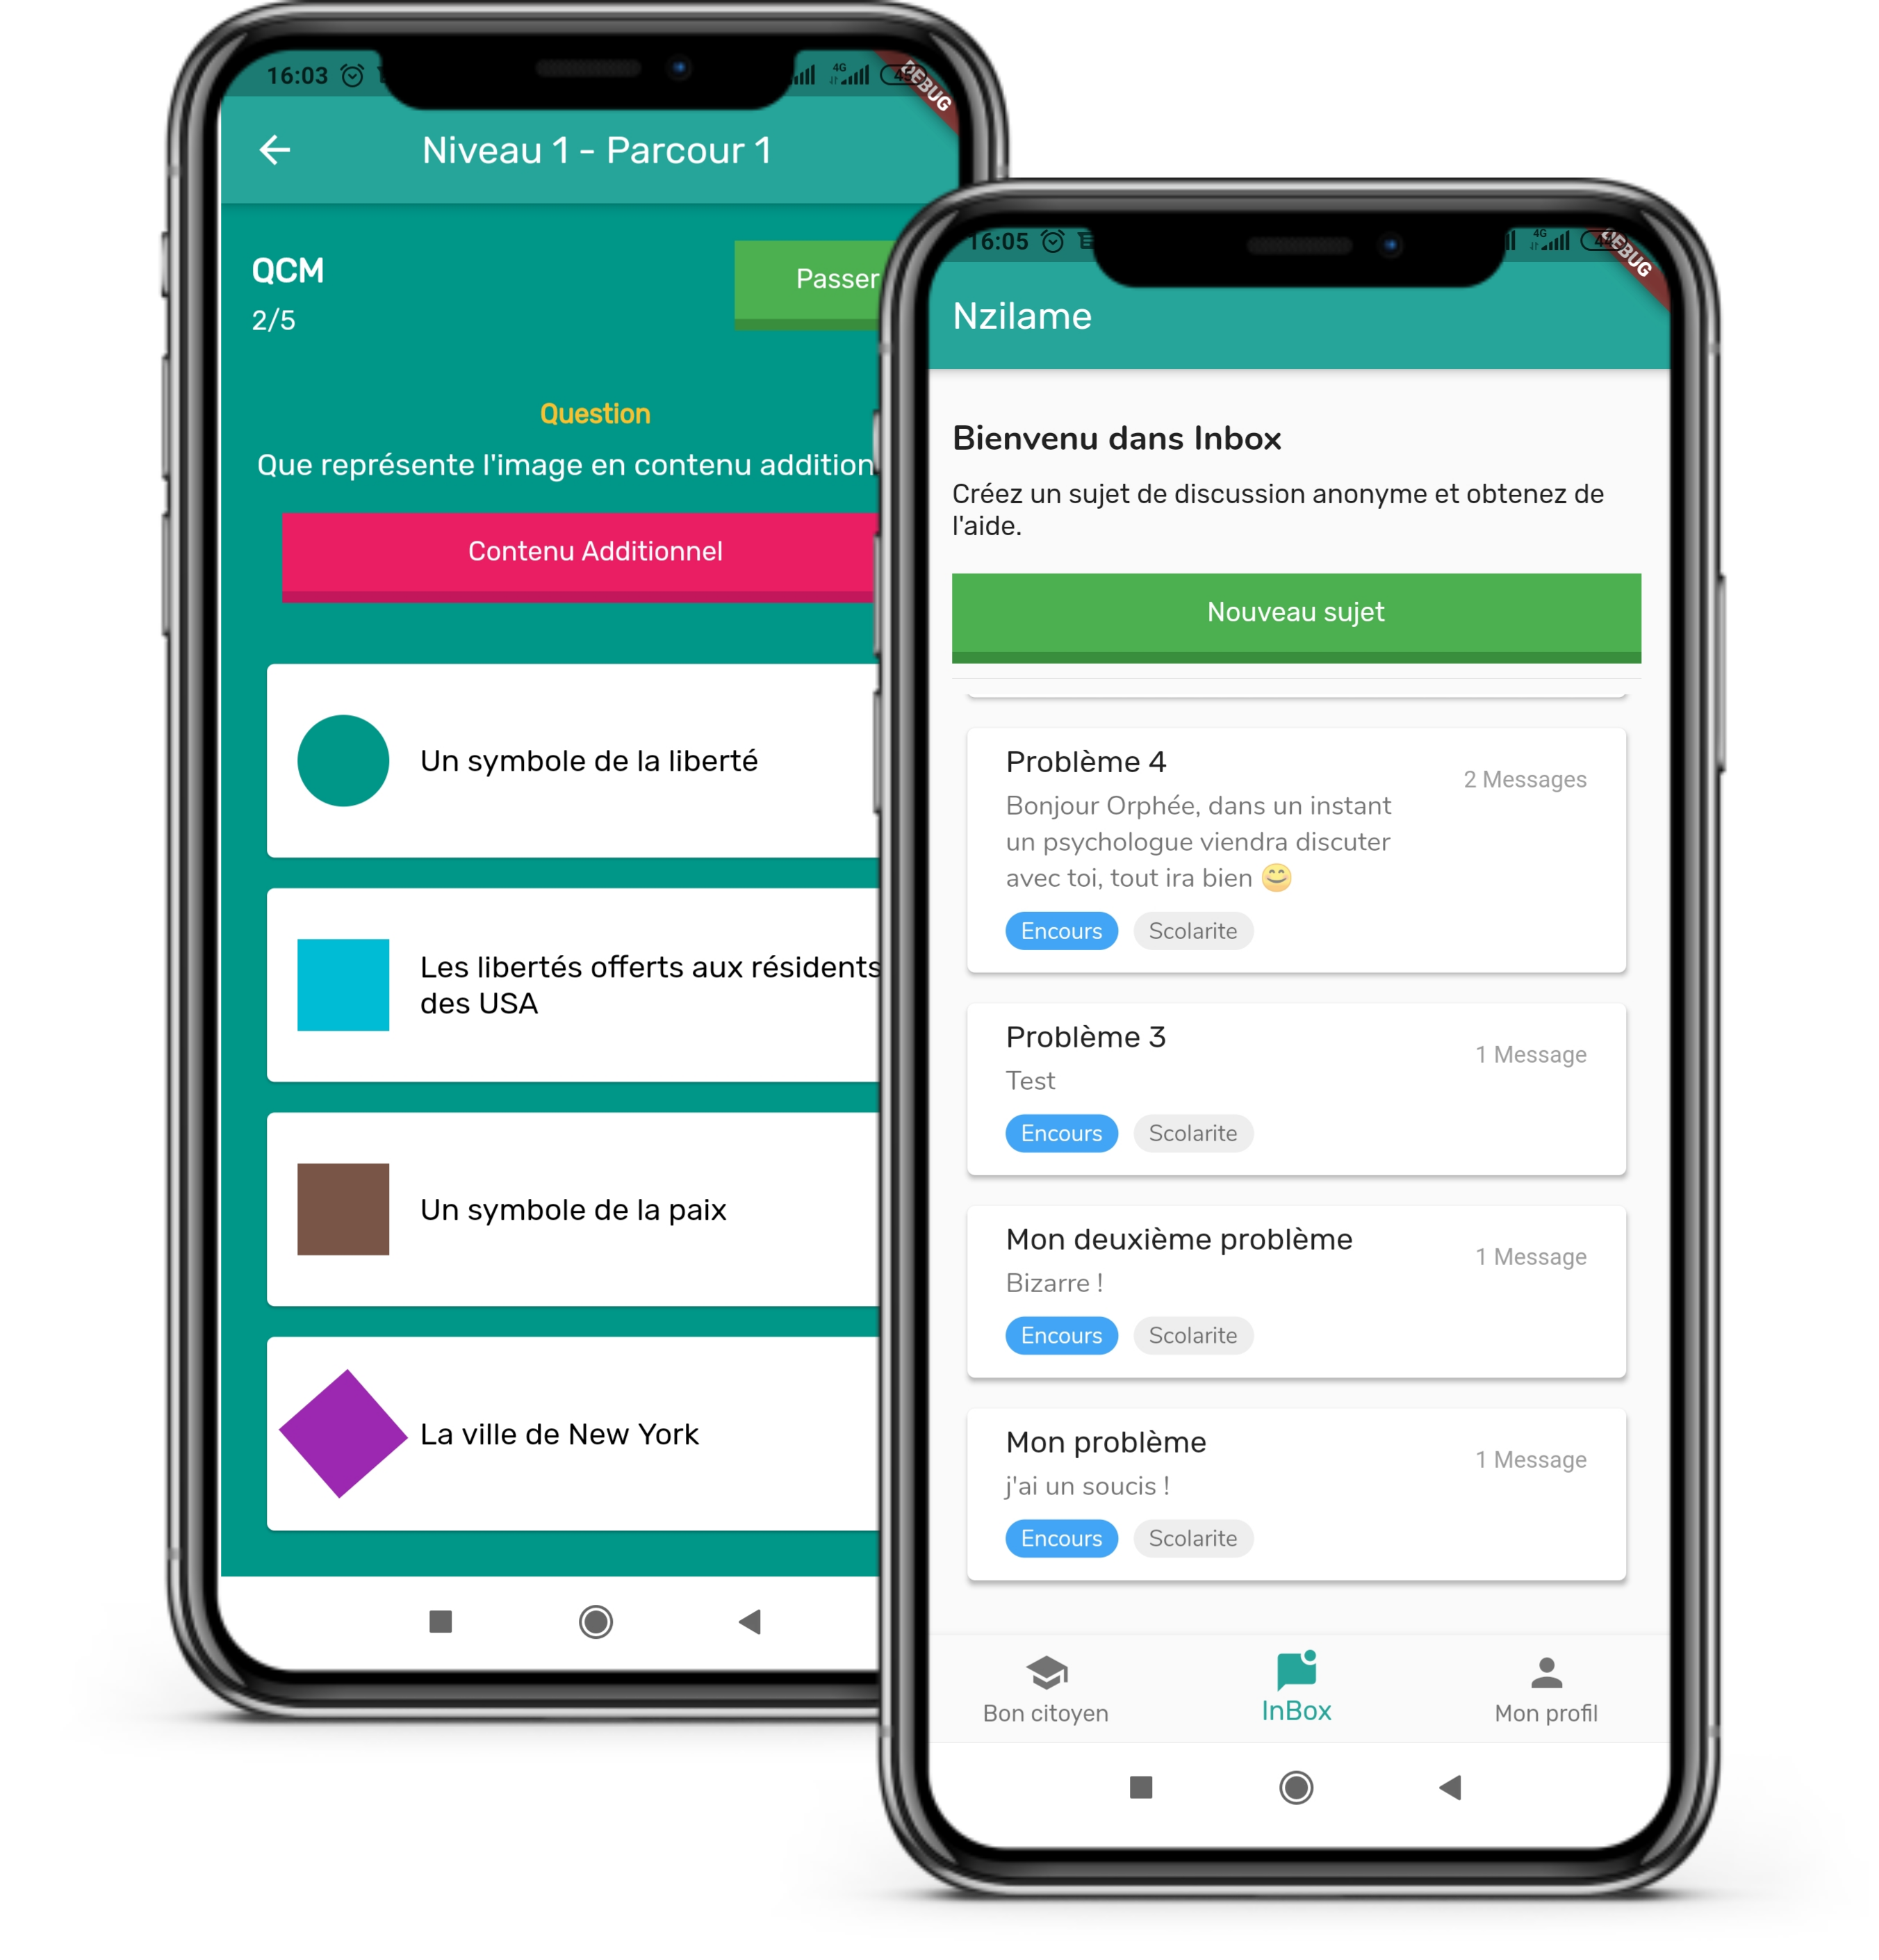 16:03
4G
DEBUG
Niveau 1 - Parcour 1
QCM
Passer
2/5
Question
Que représente l'image en contenu addition
Contenu Additionnel
Un symbole de la liberté
Les libertés offerts aux résidents
des USA
Un symbole de la paix
La ville de New York
16:05
4G
DEBUG
Nzilame
Bienvenu dans Inbox
Créez un sujet de discussion anonyme et obtenez de
l'aide.
Nouveau sujet
Problème 4
2 Messages
Bonjour Orphée, dans un instant
un psychologue viendra discuter
avec toi, tout ira bien 😄
Encours Scolarite
Problème 3
1 Message
Test
Encours Scolarite
Mon deuxième problème
1 Message
Bizarre !
Encours Scolarite
Mon problème
1 Message
j'ai un soucis !
Encours Scolarite
Bon citoyen InBox Mon profil